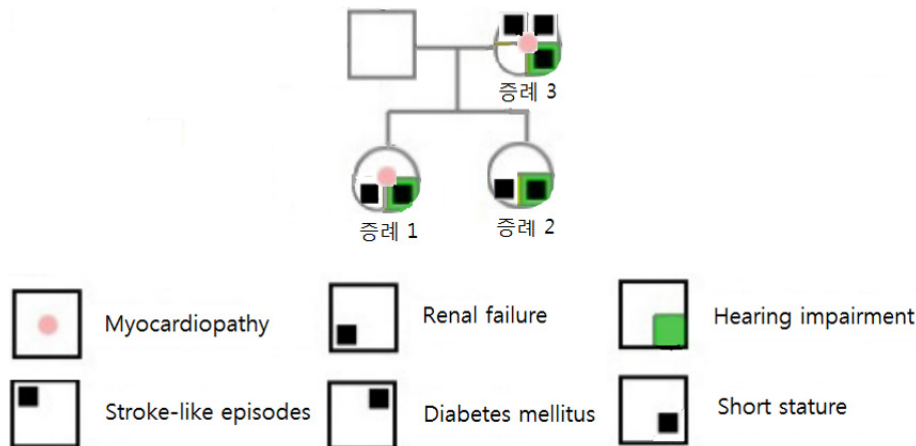 증례 3
증례 1
증례 2
Myocardiopathy
Renal failure
Hearing impairment
Stroke-like episodes
Diabetes mellitus
Short stature